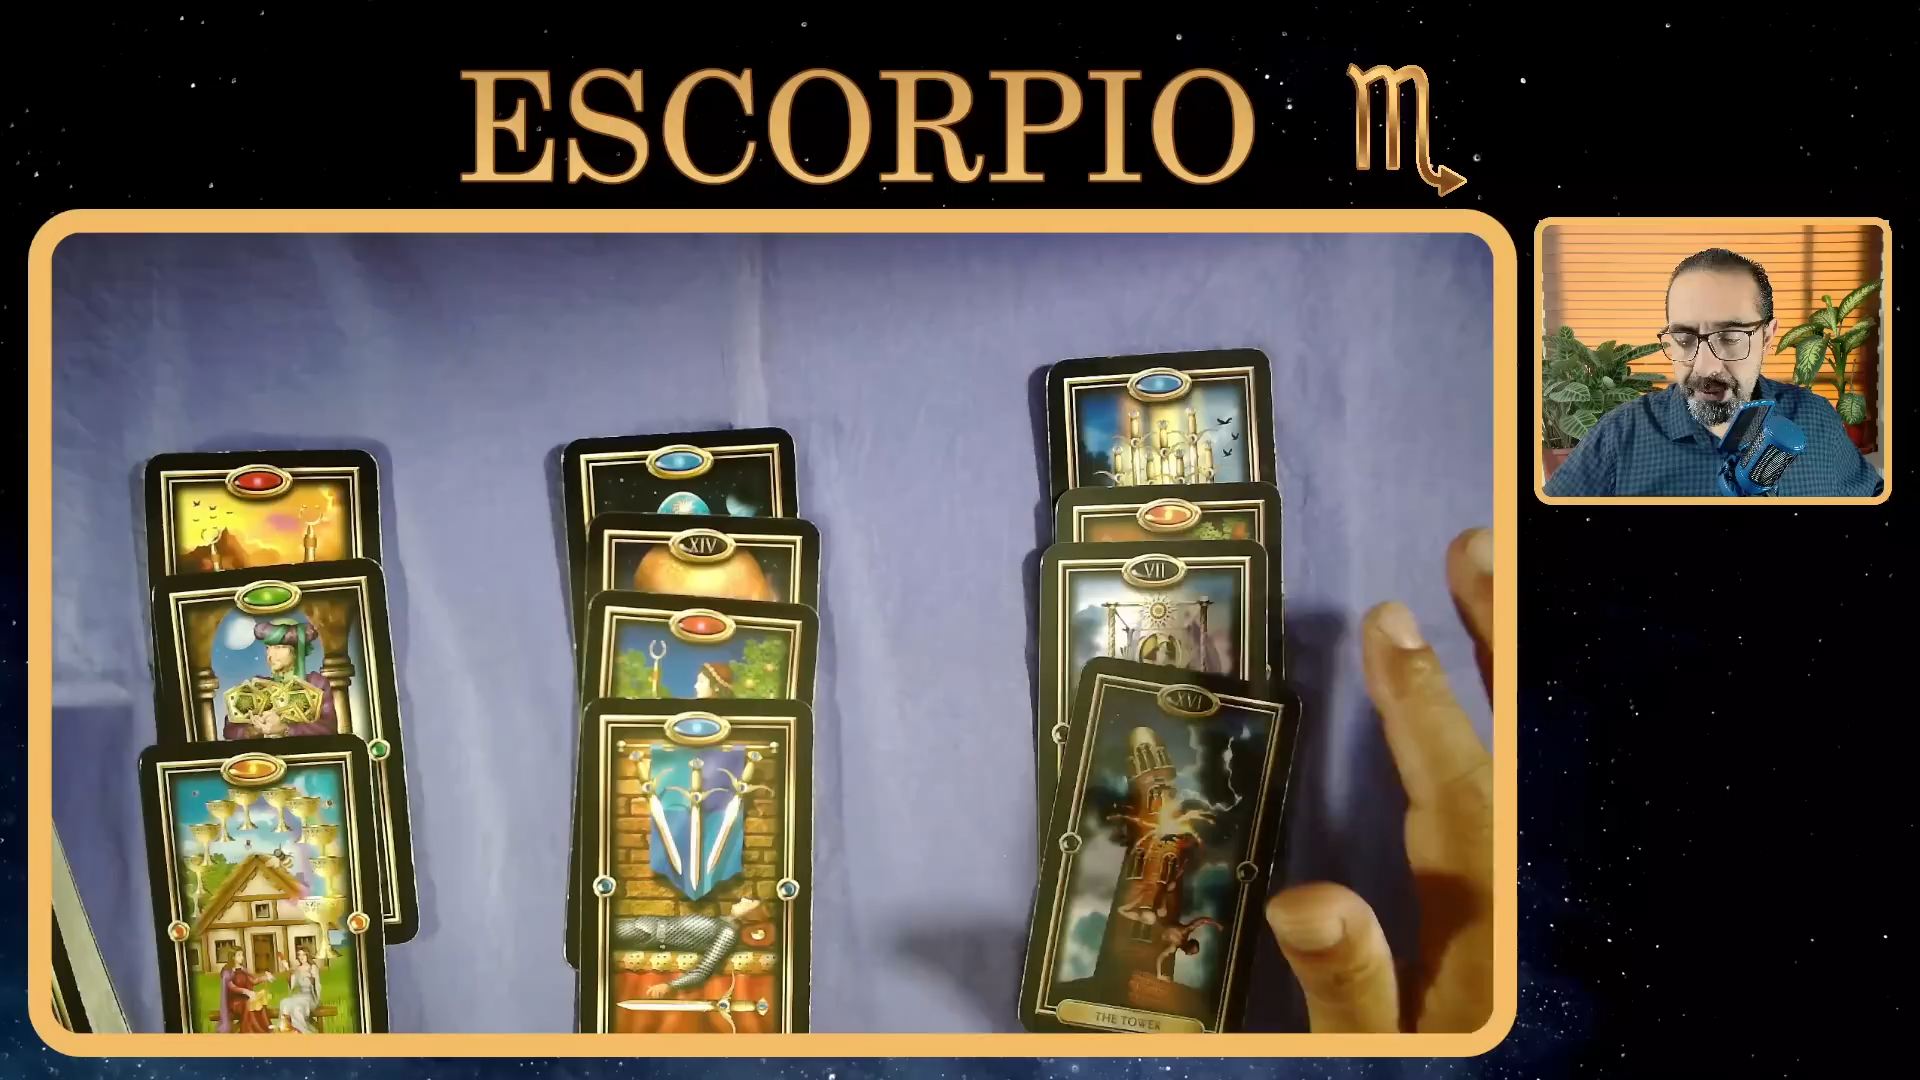 ESCORPIO ♏
XIV
VII
XVI
THE TOWER